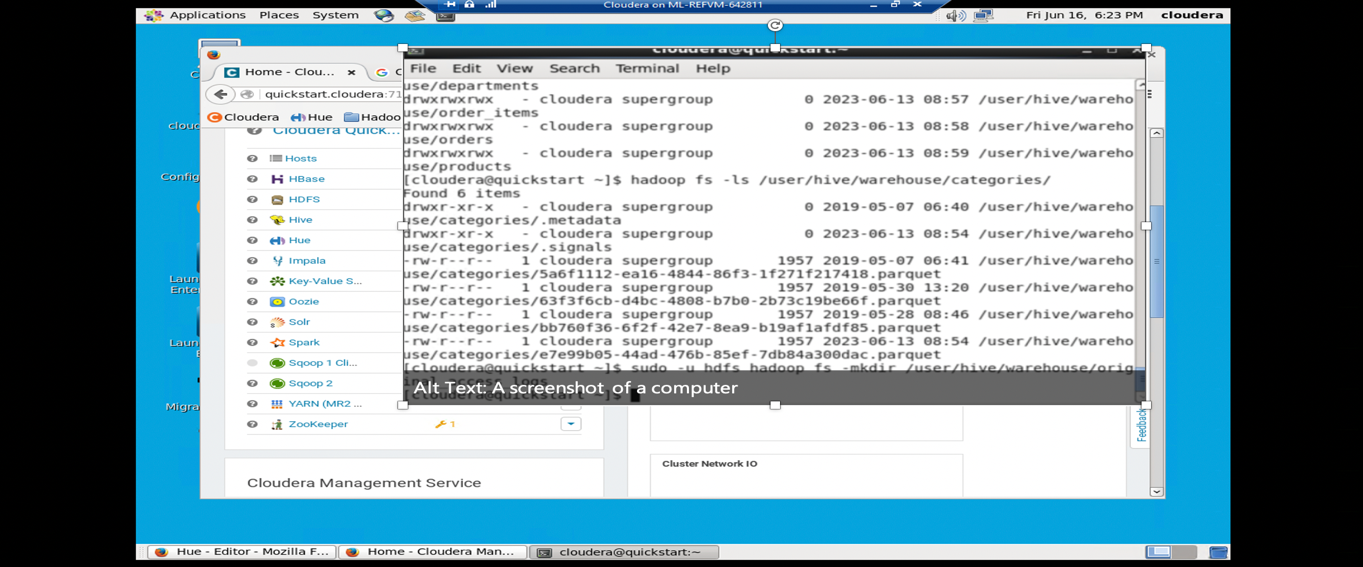 Cloudera on ML-REFVM-642811
Applications Places System
Fri Jun 16, 6:23 PM cloudera
cloudera@quickstart:~
Home - Clou...
File Edit View Search Terminal Help
quickstart.cloudera:71
Cloudera Hue Hadoo
use/departments
drwxrwxrwx - cloudera supergroup 0 2023-06-13 08:57 /user/hive/wareho
use/order_items
drwxrwxrwx - cloudera supergroup 0 2023-06-13 08:58 /user/hive/wareho
use/orders
drwxrwxrwx - cloudera supergroup 0 2023-06-13 08:59 /user/hive/wareho
use/products
[cloudera@quickstart ~]$ hadoop fs -ls /user/hive/warehouse/categories/
Found 6 items
drwxr-xr-x - cloudera supergroup 0 2019-05-07 06:40 /user/hive/wareho
use/categories/.metadata
drwxr-xr-x - cloudera supergroup 0 2023-06-13 08:54 /user/hive/wareho
use/categories/.signals
-rw-r--r-- 1 cloudera supergroup 1957 2019-05-07 06:41 /user/hive/wareho
use/categories/5a6f1112-ea16-4844-86f3-1f271f217418.parquet
-rw-r--r-- 1 cloudera supergroup 1957 2019-05-30 13:20 /user/hive/wareho
use/categories/63f3f6cb-d4bc-4808-b7b0-2b73c19be66f.parquet
-rw-r--r-- 1 cloudera supergroup 1957 2019-05-28 08:46 /user/hive/wareho
use/categories/bb760f36-6f2f-42e7-8ea9-b19af1afdf85.parquet
-rw-r--r-- 1 cloudera supergroup 1957 2023-06-13 08:54 /user/hive/wareho
use/categories/e7e99b05-44ad-476b-85ef-7db84a300dac.parquet
[cloudera@quickstart ~]$ sudo -u hdfs hadoop fs -mkdir /user/hive/warehouse/orig
inal_access_logs
[cloudera@quickstart ~]$
Alt Text: A screenshot of a computer
Cloudera Quick...
Hosts
HBase
HDFS
Hive
Hue
Impala
Key-Value S...
Oozie
Solr
Spark
Sqoop 1 Cli...
Sqoop 2
YARN (MR2 ...
ZooKeeper 1
Cloudera Management Service
Cluster Network IO
Feedback
cloud
Config
Laun
Enter
Laun
Migra
Hue - Editor - Mozilla F...
Home - Cloudera Man...
cloudera@quickstart:~